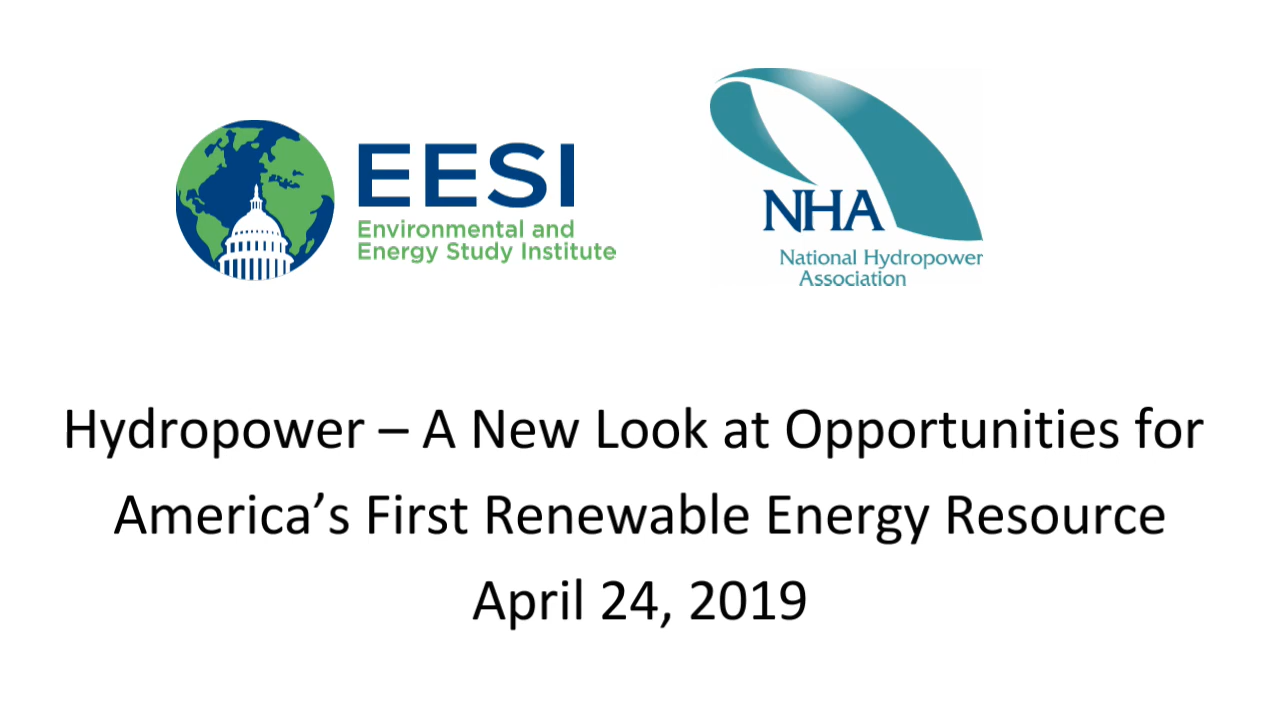 EESI
Environmental and
Energy Study Institute
NHA
National Hydropower
Association
Hydropower – A New Look at Opportunities for
America’s First Renewable Energy Resource
April 24, 2019